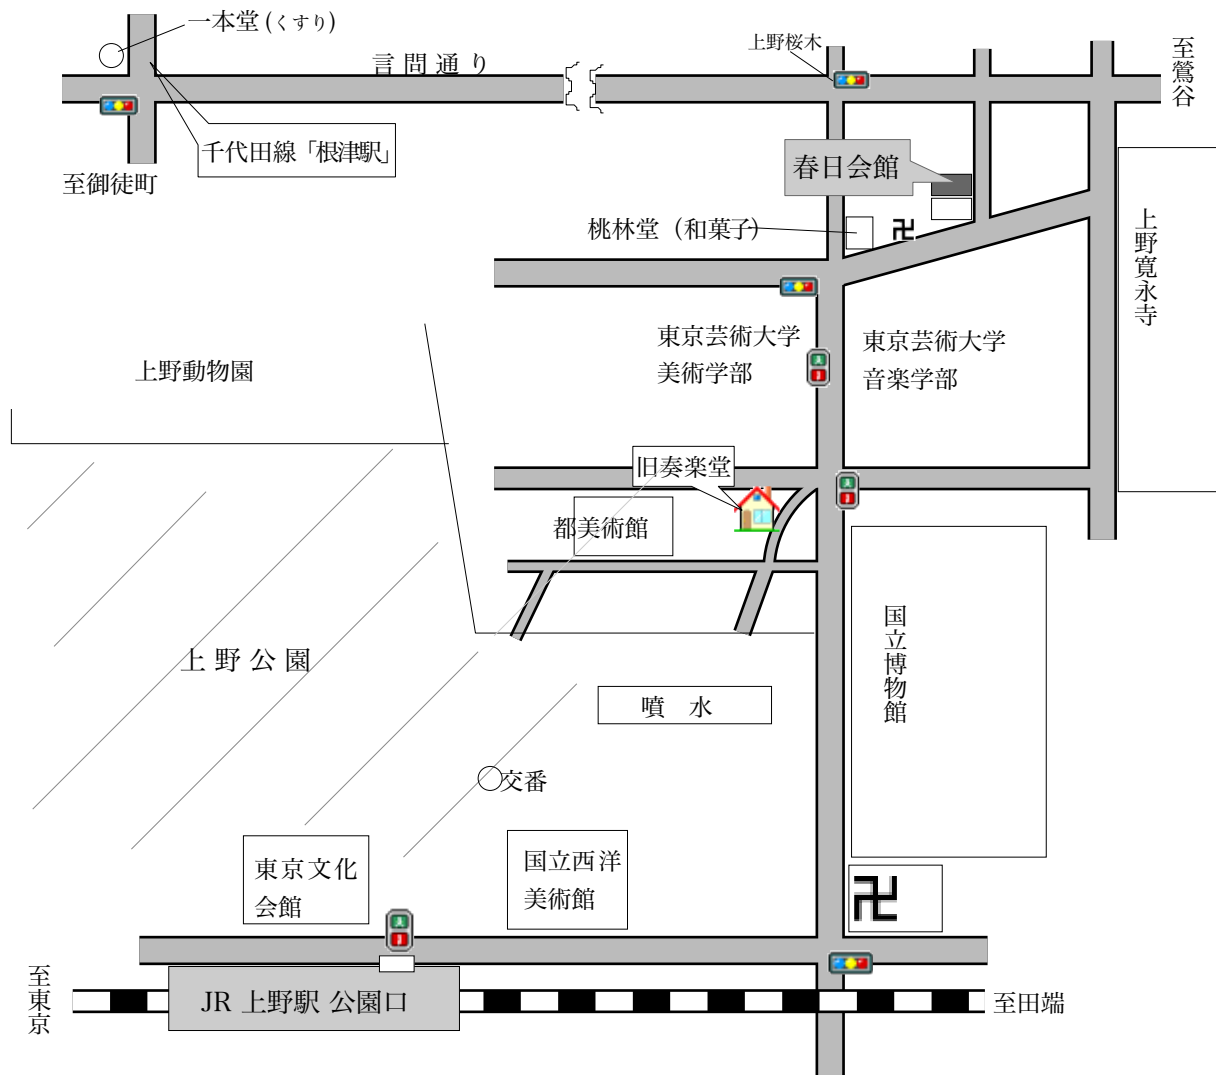 一本堂 (くすり)
言 問 通 り
上野桜木
至鶯谷
千代田線「根津駅」
至御徒町
春日会館
桃林堂（和菓子）
卍
上野寛永寺
東京芸術大学
美術学部
東京芸術大学
音楽学部
上野動物園
旧奏楽堂
都美術館
国立博物館
上 野 公 園
噴　水
交番
東京文化
会館
国立西洋
美術館
卍
至東京
JR 上野駅 公園口
至田端